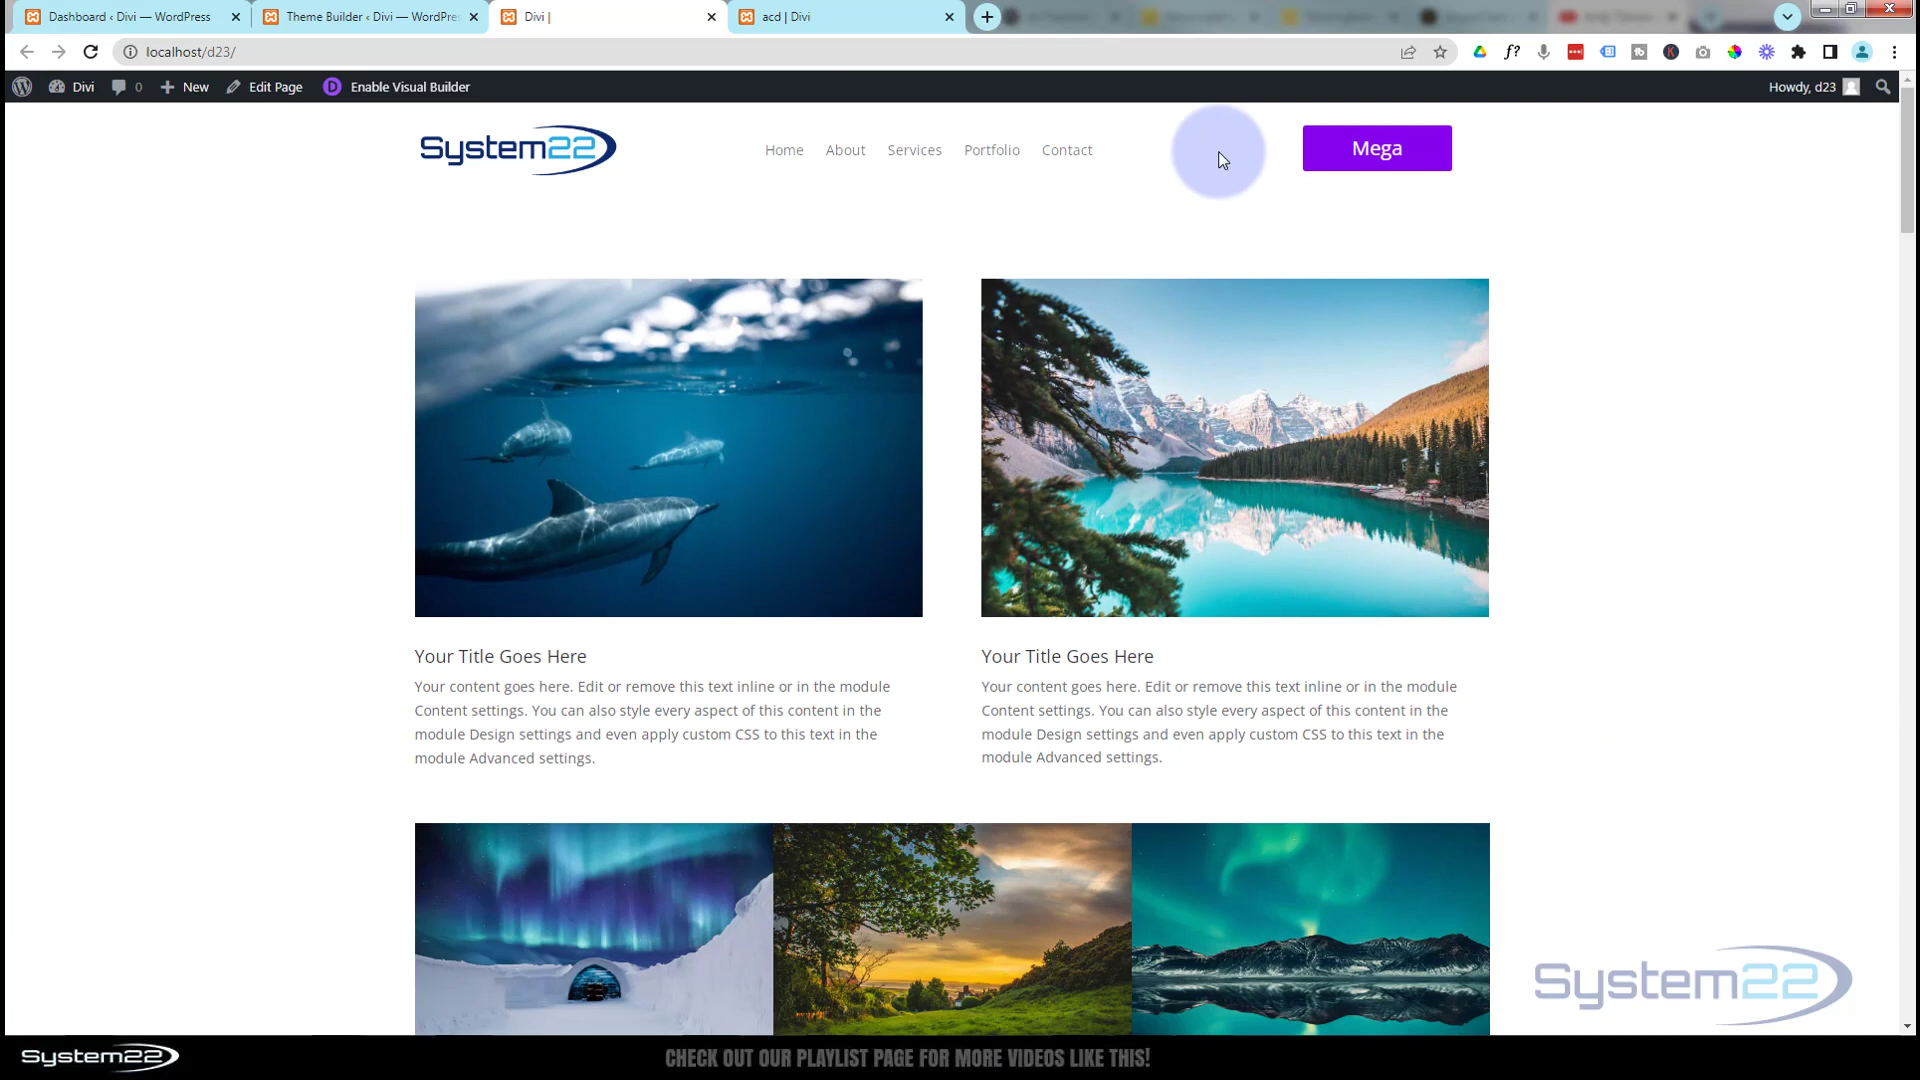 Dashboard ‹ Divi — WordPress
Theme Builder ‹ Divi — WordPre
Divi |
acd | Divi
localhost/d23/
Divi
0
New
Edit Page
Enable Visual Builder
Howdy, d23
System22
Home
About
Services
Portfolio
Contact
Mega
Your Title Goes Here
Your content goes here. Edit or remove this text inline or in the module
Content settings. You can also style every aspect of this content in the
module Design settings and even apply custom CSS to this text in the
module Advanced settings.
Your Title Goes Here
Your content goes here. Edit or remove this text inline or in the module
Content settings. You can also style every aspect of this content in the
module Design settings and even apply custom CSS to this text in the
module Advanced settings.
System22
System22
CHECK OUT OUR PLAYLIST PAGE FOR MORE VIDEOS LIKE THIS!